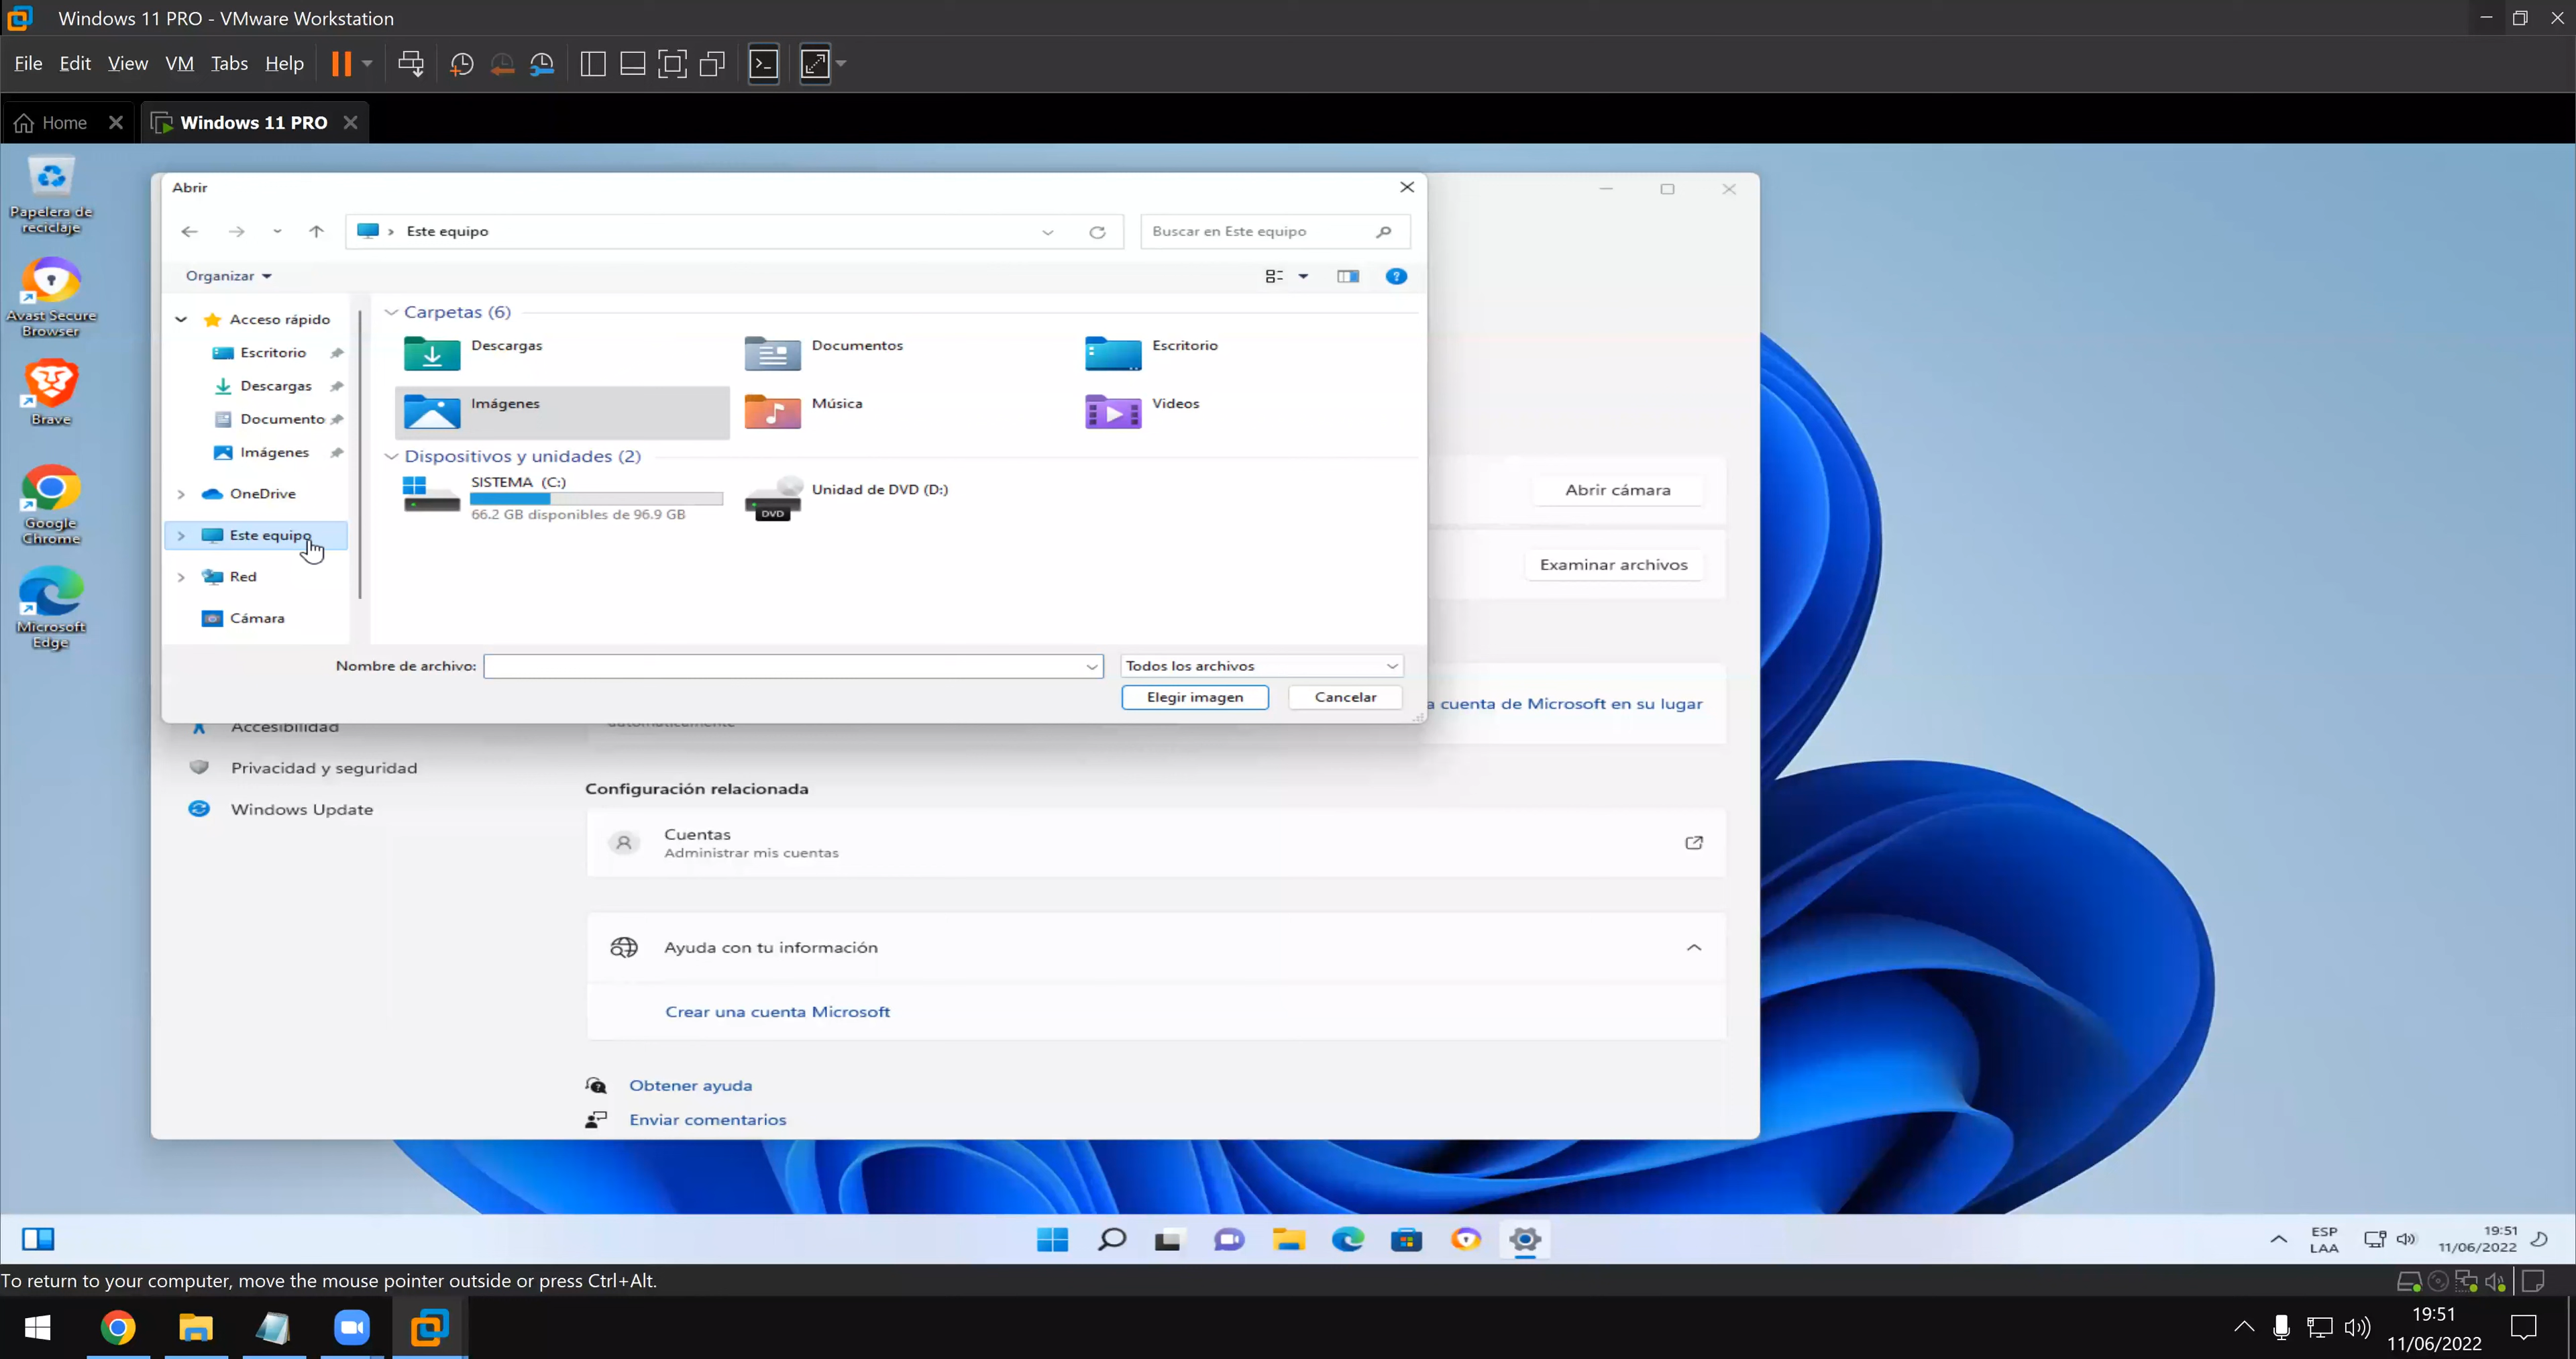 Windows 11 PRO - VMware Workstation
File Edit View VM Tabs Help
Home
Windows 11 PRO
Papelera de
reciclaje
Avast Secure
Browser
Brave
Google
Chrome
Microsoft
Edge
Abrir
Este equipo
Buscar en Este equipo
Organizar
Acceso rápido
Escritorio
Descargas
Documento
Imágenes
OneDrive
Este equipo
Red
Cámara
Carpetas (6)
Descargas
Documentos
Escritorio
Imágenes
Música
Videos
Dispositivos y unidades (2)
SISTEMA (C:)
66.2 GB disponibles de 96.9 GB
Unidad de DVD (D:)
DVD
Nombre de archivo:
Todos los archivos
Elegir imagen
Cancelar
Abrir cámara
Examinar archivos
a cuenta de Microsoft en su lugar
automáticamente
Accesibilidad
Privacidad y seguridad
Windows Update
Configuración relacionada
Cuentas
Administrar mis cuentas
Ayuda con tu información
Crear una cuenta Microsoft
Obtener ayuda
Enviar comentarios
ESP
LAA
19:51
11/06/2022
To return to your computer, move the mouse pointer outside or press Ctrl+Alt.
19:51
11/06/2022